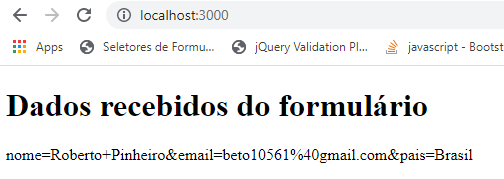 localhost:3000
Apps Seletores de Formu... jQuery Validation Pl... javascript - Bootst
Dados recebidos do formulário
nome=Roberto+Pinheiro&email=beto10561%40gmail.com&pais=Brasil